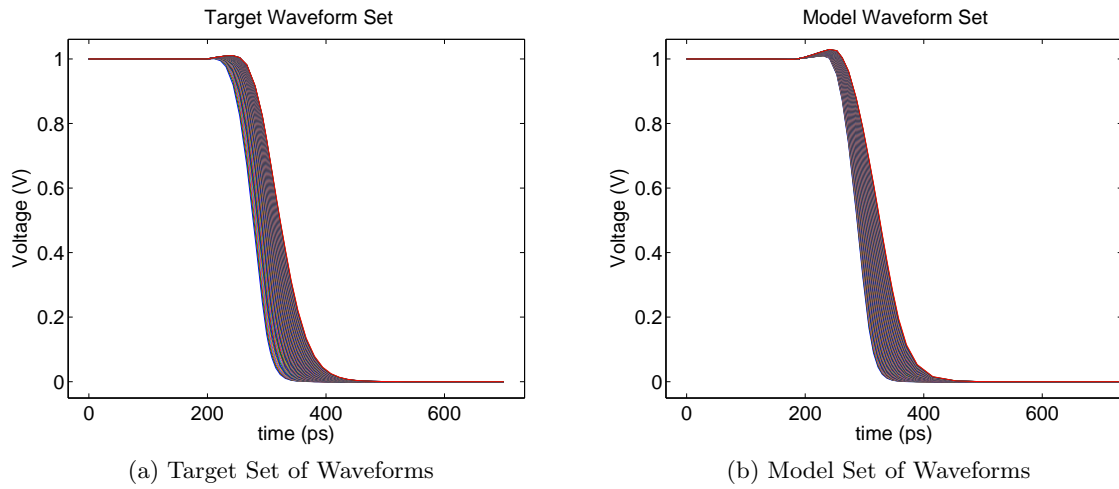 Target Waveform Set
1
0.8
0.6
0.4
0.2
0
Voltage (V)
0 200 400 600
time (ps)
(a) Target Set of Waveforms
Model Waveform Set
1
0.8
0.6
0.4
0.2
0
Voltage (V)
0 200 400 600
time (ps)
(b) Model Set of Waveforms